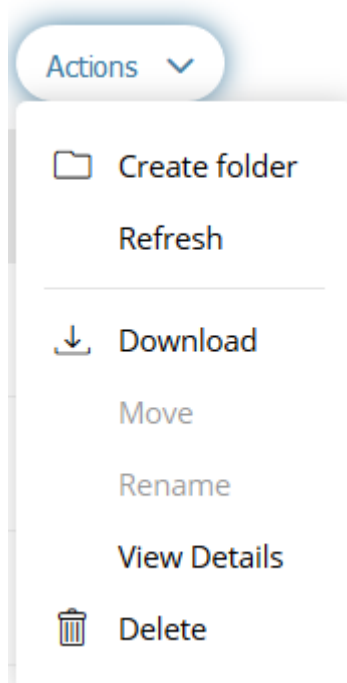 Actions
Create folder
Refresh
Download
Move
Rename
View Details
Delete